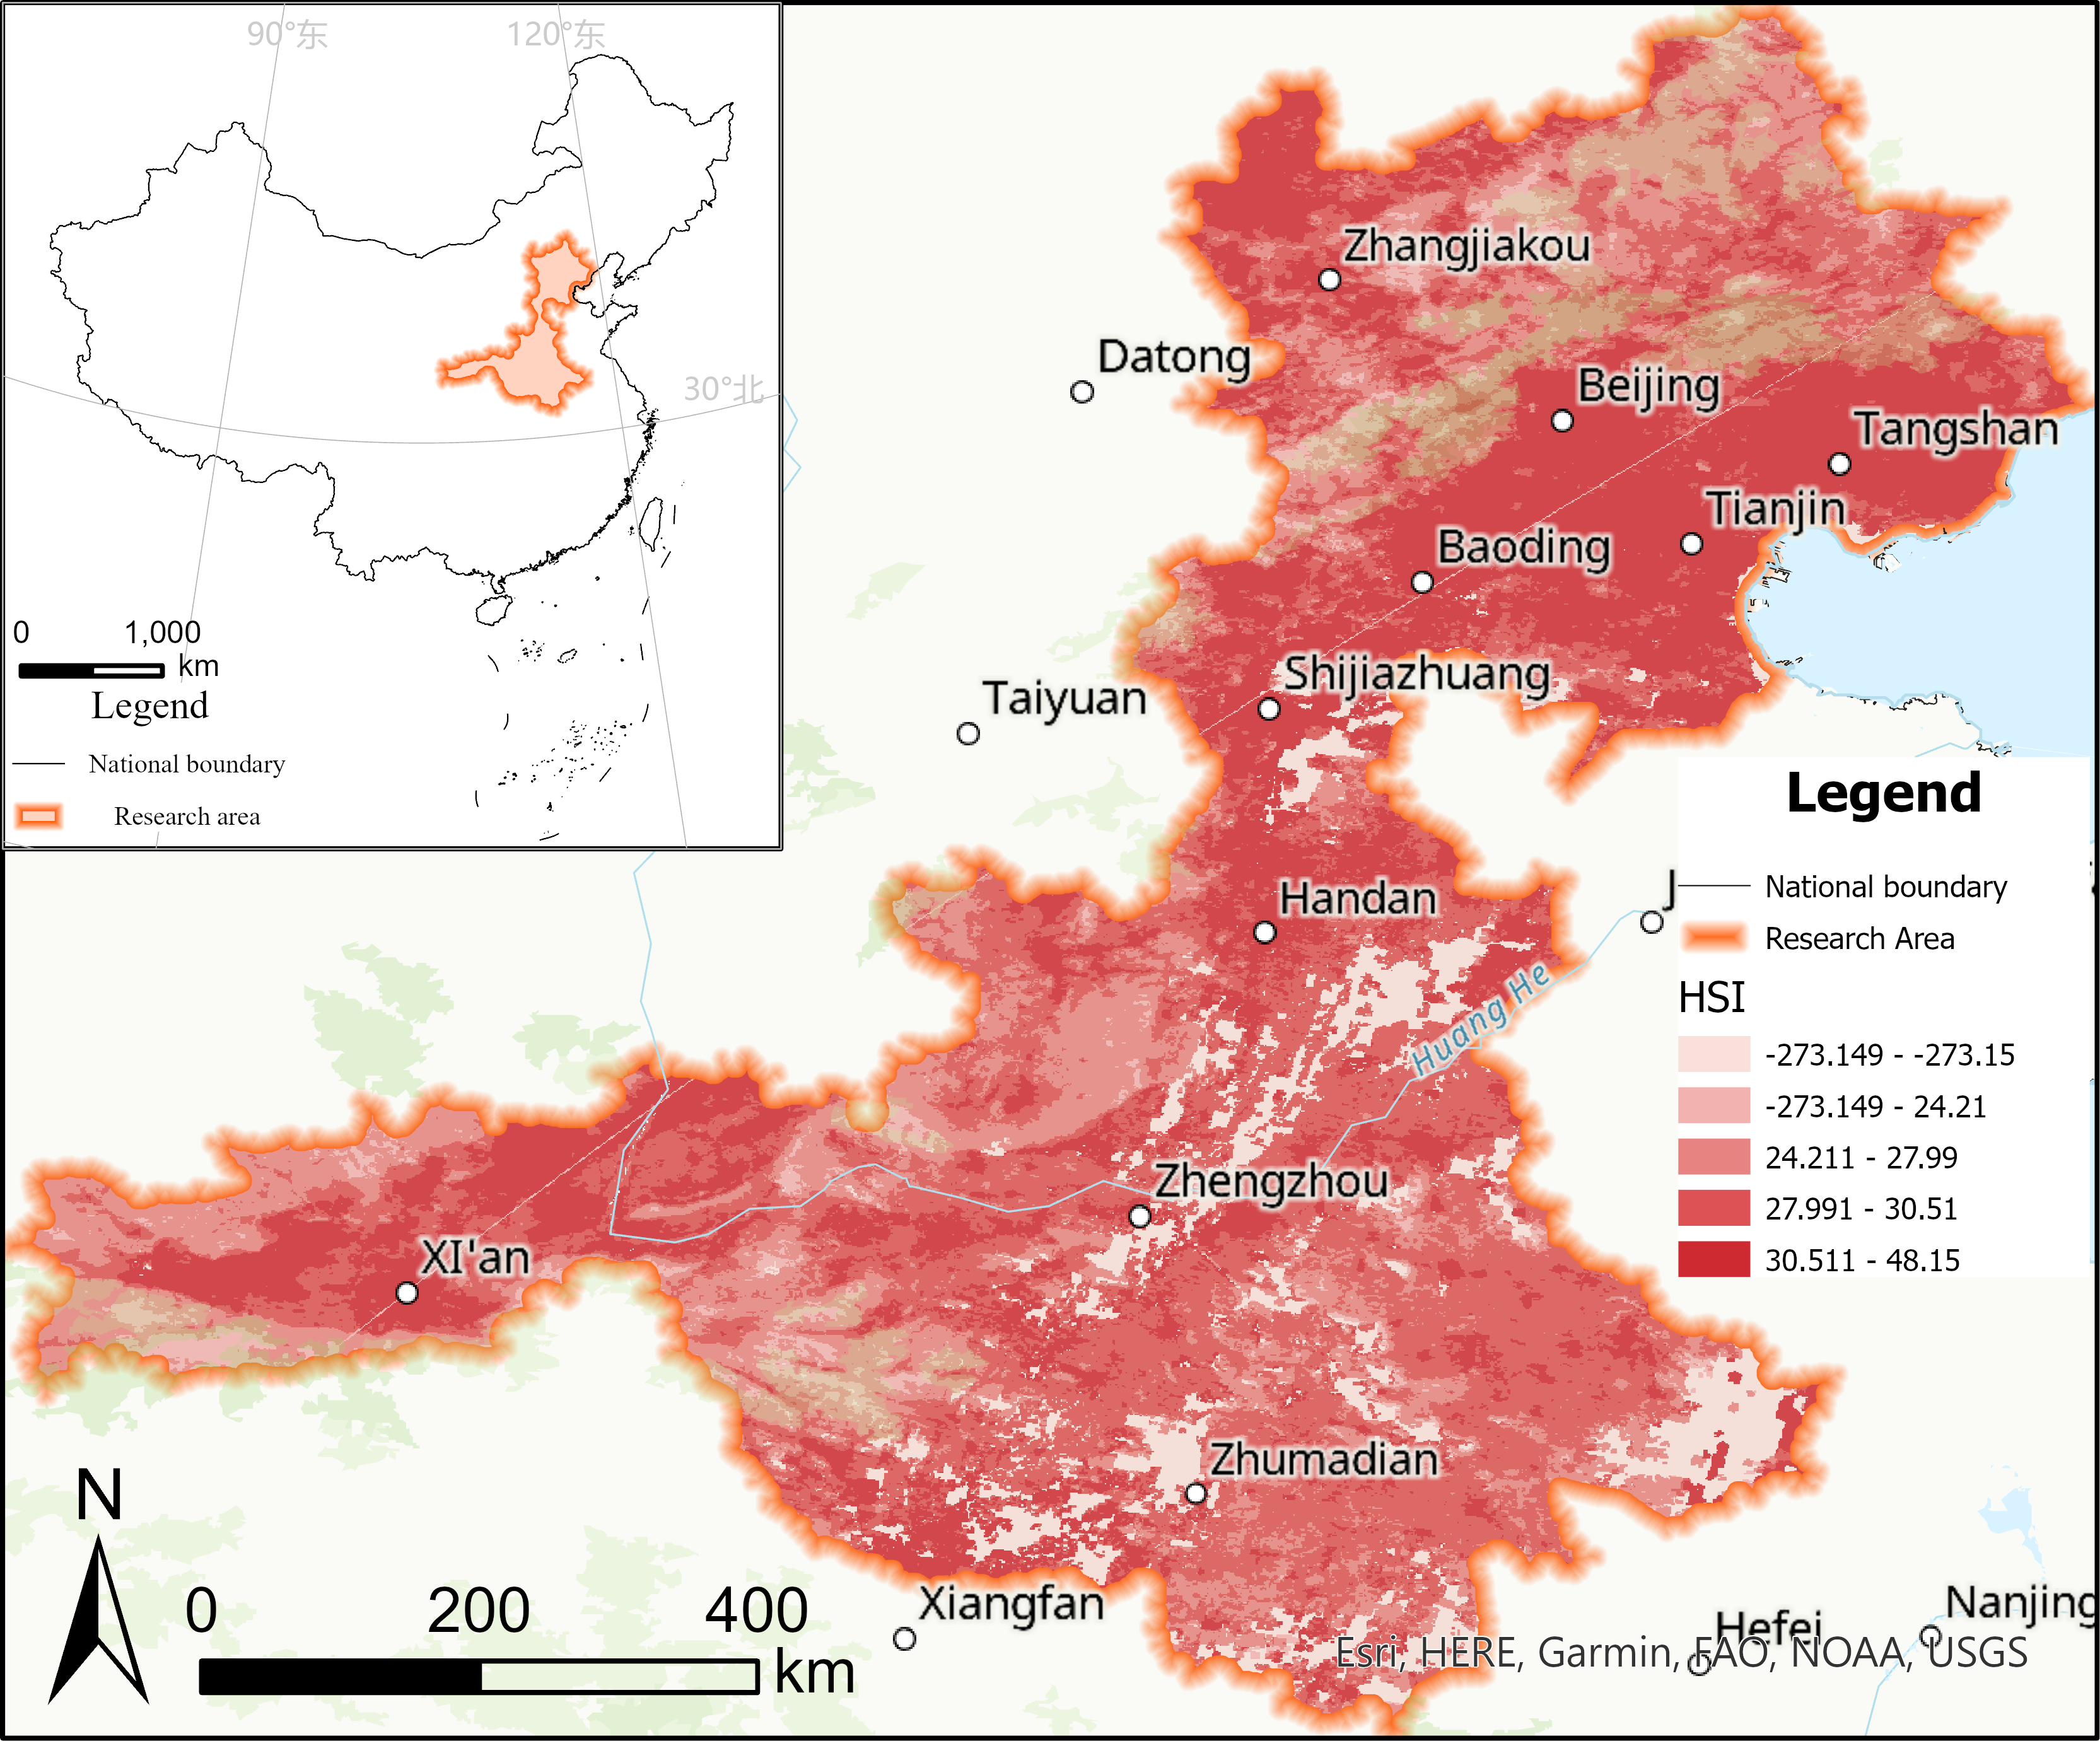 90°东
120°东
30°北
0
1,000
km
Legend
National boundary
Research area
Zhangjiakou
Datong
Beijing
Tangshan
Tianjin
Baoding
Shijiazhuang
Taiyuan
Handan
J
Huang He
Zhengzhou
XI'an
Zhumadian
Xiangfan
Hefei
Nanjing
Legend
National boundary
Research Area
HSI
-273.149 - -273.15
-273.149 - 24.21
24.211 - 27.99
27.991 - 30.51
30.511 - 48.15
N
0 200 400
km
Esri, HERE, Garmin, FAO, NOAA, USGS